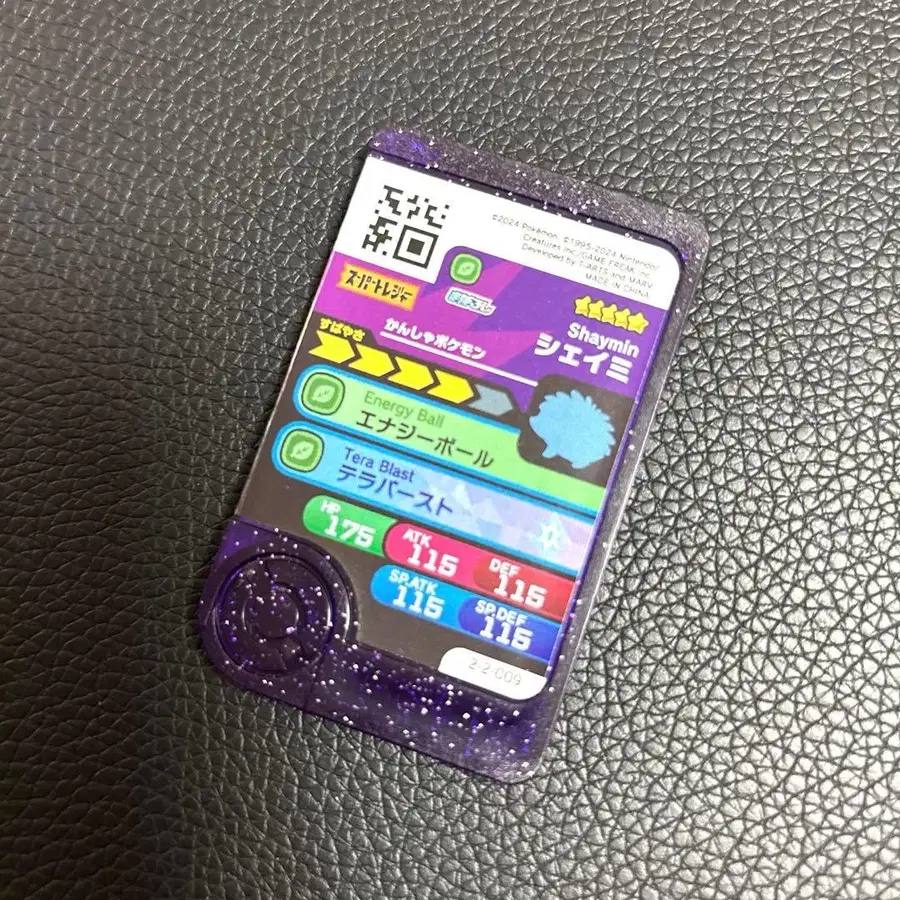 ©2024 Pokémon. ©1995-2024 Nintendo/
Creatures Inc./GAME FREAK inc.
Developed by T-ARTS and MARV
MADE IN CHINA
スーパートレジャー
Shaymin
シェイミ
かんしゃポケモン
すばやさ
Energy Ball
エナジーボール
Tera Blast
テラバースト
HP
175
ATK
115
DEF
115
SP.ATK
115
SP.DEF
115
2-2-009